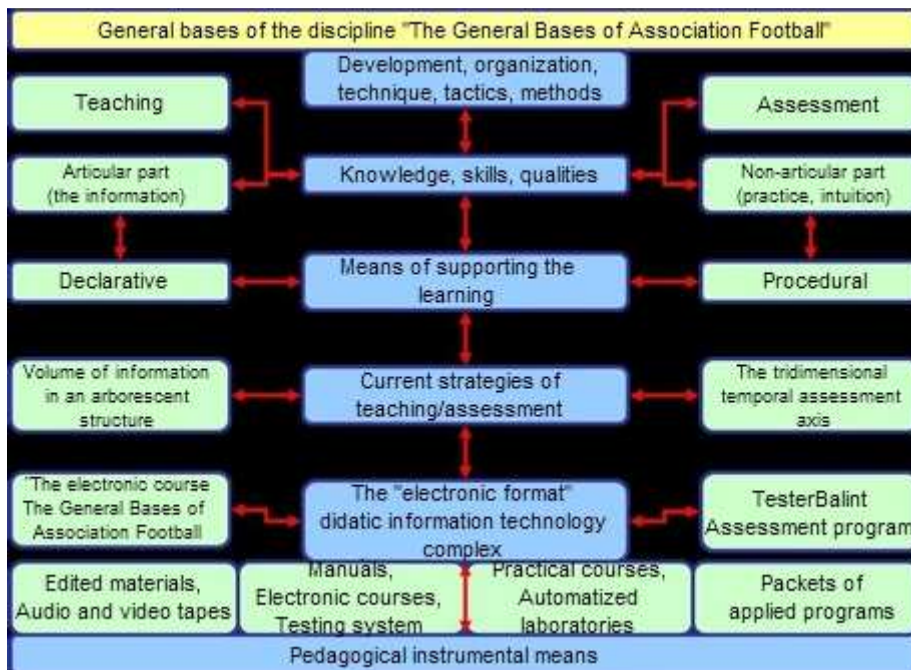 General bases of the discipline "The General Bases of Association Football"
Development, organization,
technique, tactics, methods
Teaching
Assessment
Articular part
(the information)
Knowledge, skills, qualities
Non-articular part
(practice, intuition)
Declarative
Means of supporting the
learning
Procedural
Volume of information
in an arborescent
structure
Current strategies of
teaching/assessment
The tridimensional
temporal assessment
axis
"The electronic course
The General Bases of
Association Football
The "electronic format"
didatic information technology
complex
TesterBalint
Assessment program
Edited materials,
Audio and video tapes
Manuals,
Electronic courses,
Testing system
Practical courses,
Automatized
laboratories
Packets of
applied programs
Pedagogical instrumental means